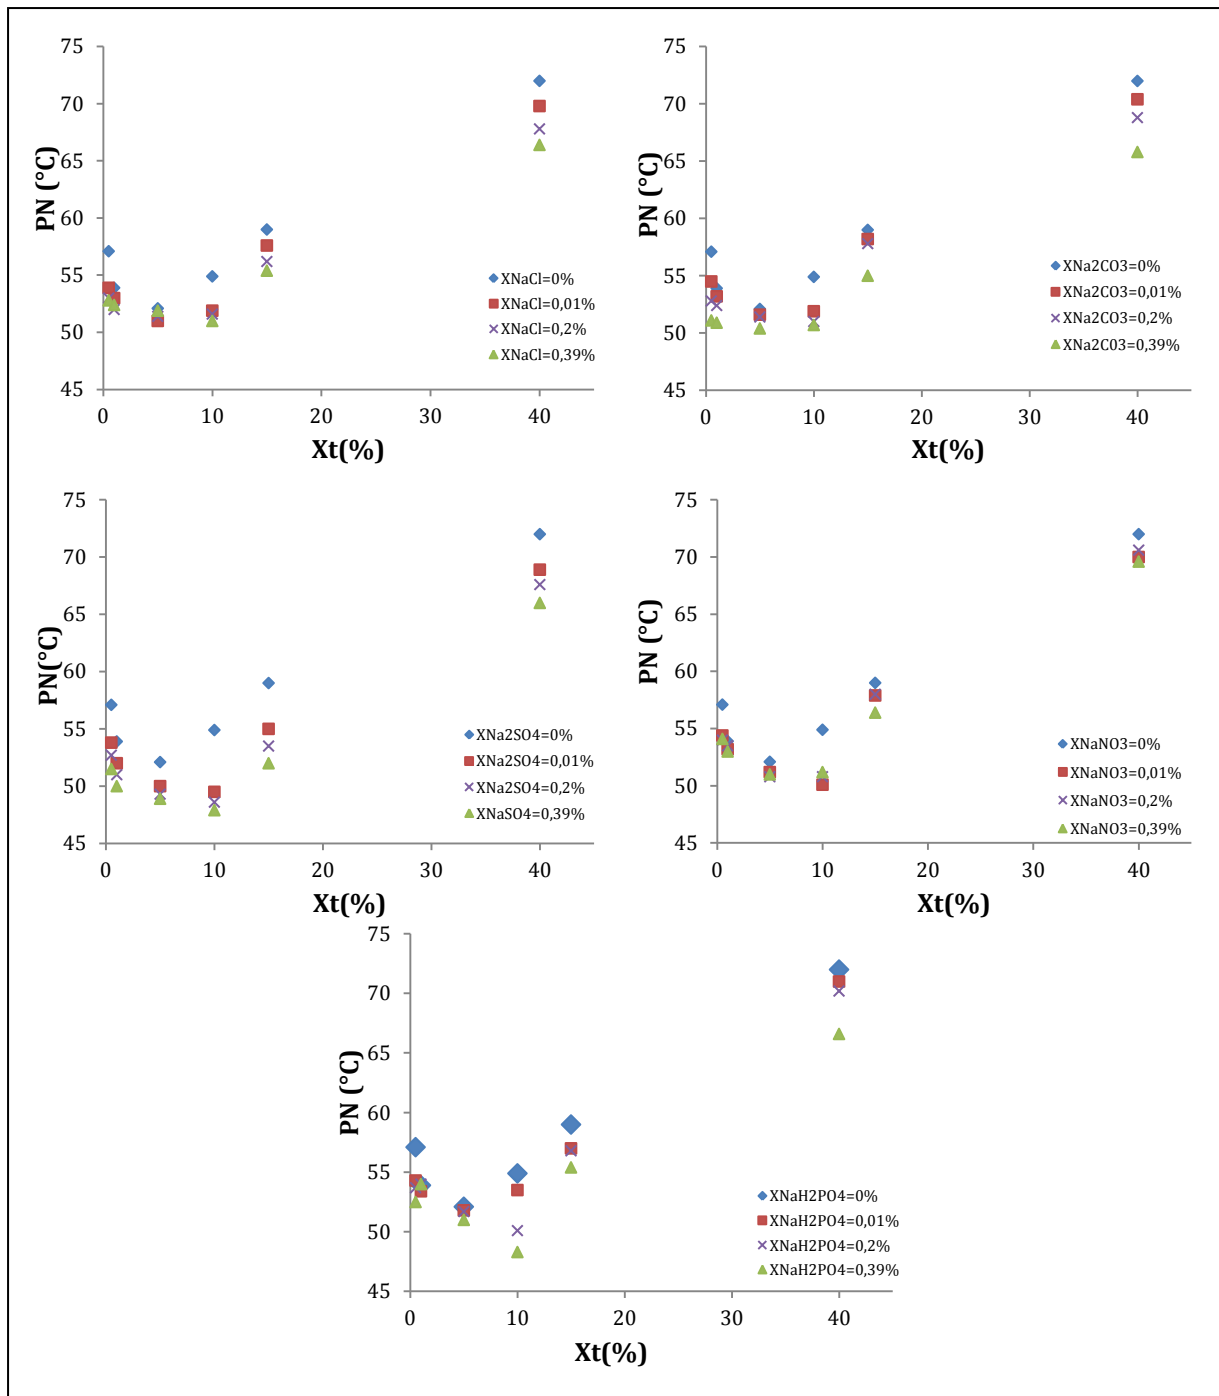 75
70
65
60
55
50
45
PN (°C)
0
10
20
30
40
Xt(%)
XNaCl=0%
XNaCl=0,01%
XNaCl=0,2%
XNaCl=0,39%
75
70
65
60
55
50
45
PN (°C)
0
10
20
30
40
Xt(%)
XNa2CO3=0%
XNa2CO3=0,01%
XNa2CO3=0,2%
XNa2C03=0,39%
75
70
65
60
55
50
45
PN(°C)
0
10
20
30
40
Xt(%)
XNa2SO4=0%
XNa2SO4=0,01%
XNa2SO4=0,2%
XNaSO4=0,39%
75
70
65
60
55
50
45
PN (°C)
0
10
20
30
40
Xt(%)
XNaNO3=0%
XNaNO3=0,01%
XNaNO3=0,2%
XNaNO3=0,39%
75
70
65
60
55
50
45
PN (°C)
0
10
20
30
40
Xt(%)
XNaH2PO4=0%
XNaH2PO4=0,01%
XNaH2PO4=0,2%
XNaH2PO4=0,39%